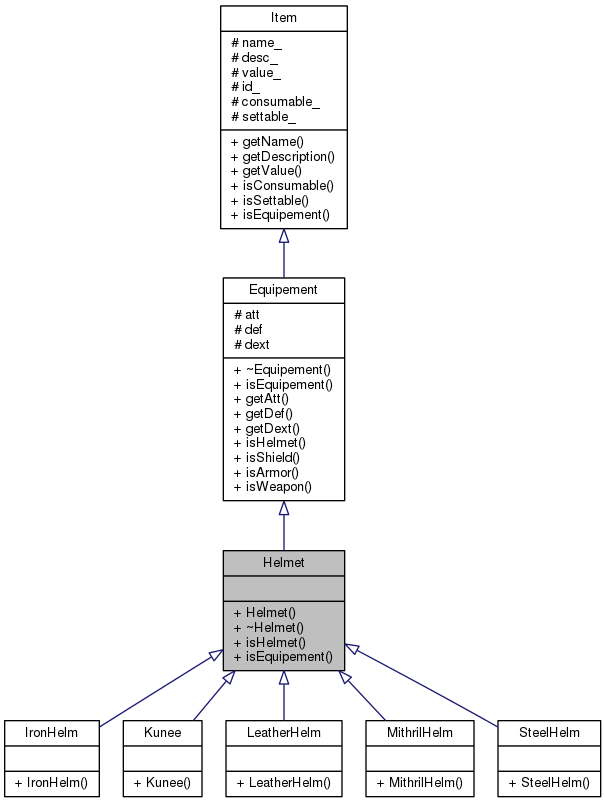 Item
# name_
# desc_
# value_
# id_
# consumable_
# settable_
+ getName()
+ getDescription()
+ getValue()
+ isConsumable()
+ isSettable()
+ isEquipement()
Equipement
# att
# def
# dext
+ ~Equipement()
+ isEquipement()
+ getAtt()
+ getDef()
+ getDext()
+ isHelmet()
+ isShield()
+ isArmor()
+ isWeapon()
Helmet
+ Helmet()
+ ~Helmet()
+ isHelmet()
+ isEquipement()
IronHelm
+ IronHelm()
Kunee
+ Kunee()
LeatherHelm
+ LeatherHelm()
MithrilHelm
+ MithrilHelm()
SteelHelm
+ SteelHelm()